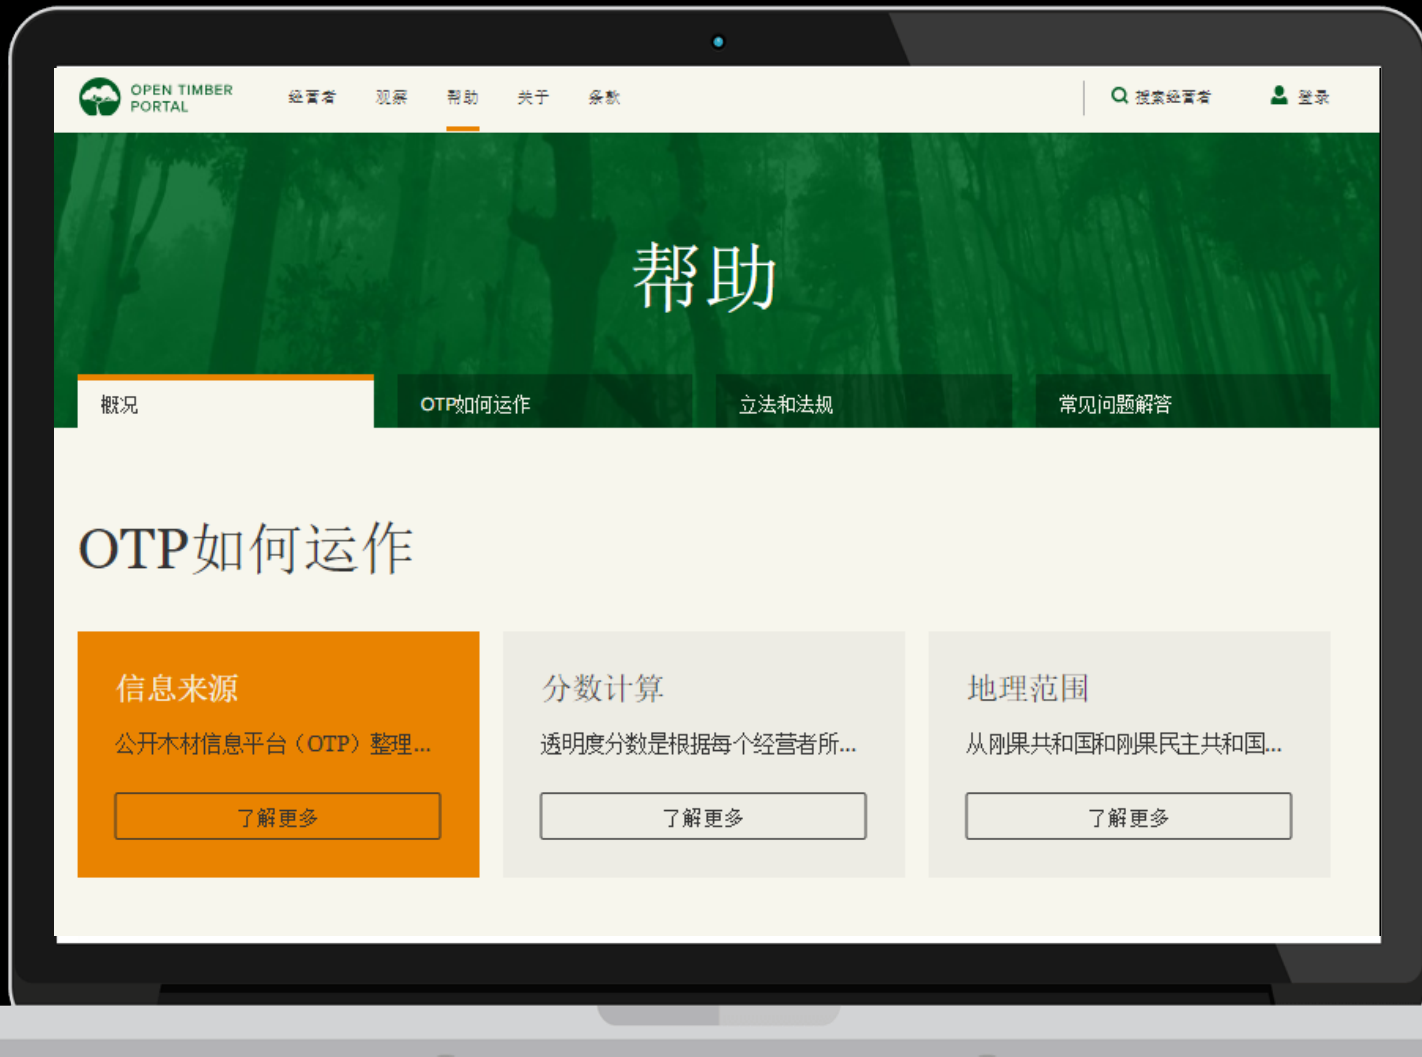 OPEN TIMBER
PORTAL
经营者 观察 帮助 关于 条款 搜索经营者 登录
帮助
概况 OTP如何运作 立法和法规 常见问题解答
OTP如何运作
信息来源 分数计算 地理范围
公开木材信息平台（OTP）整理... 透明度分数是根据每个经营者所... 从刚果共和国和刚果民主共和国...
了解更多 了解更多 了解更多